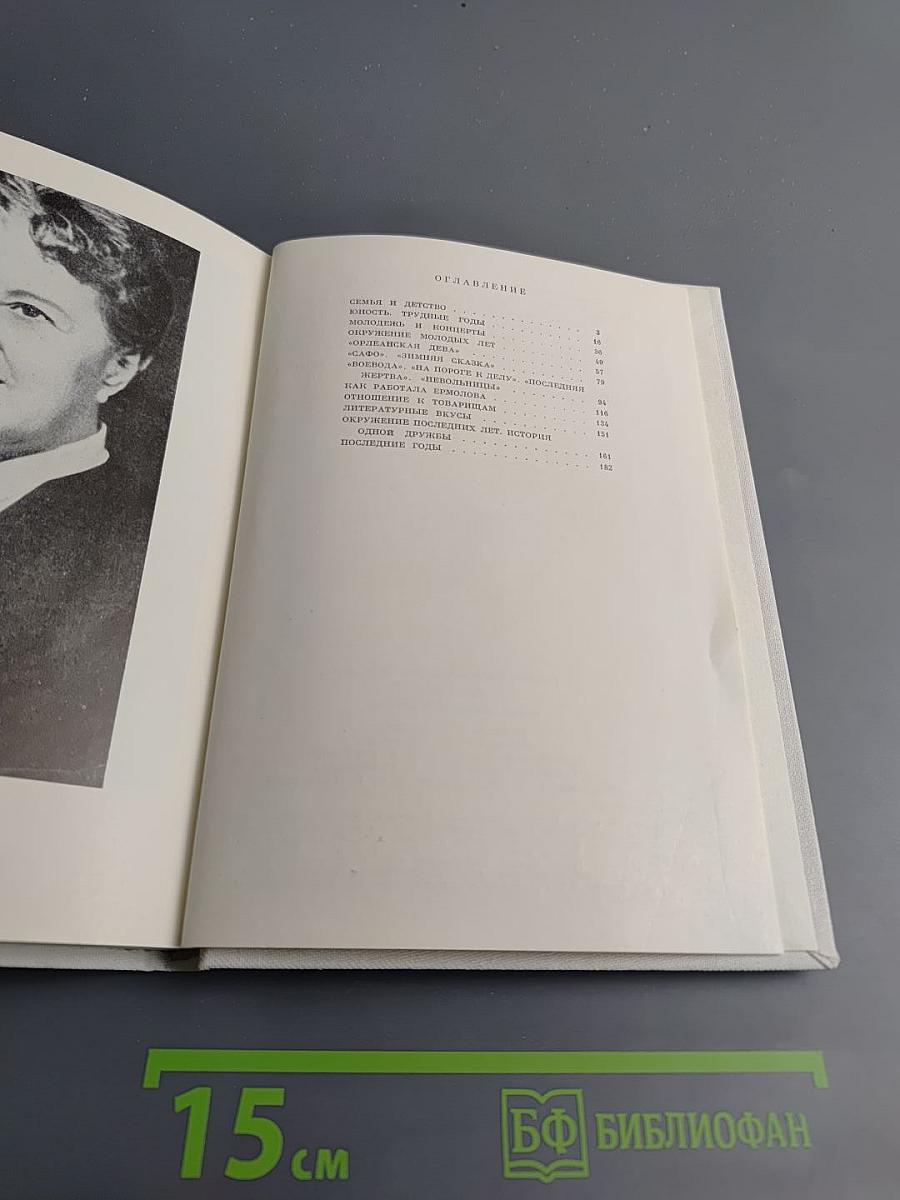 ОГЛАВЛЕНИЕ
СЕМЬЯ И ДЕТСТВО . . . . . . . . . . . . . . 3
ЮНОСТЬ. ТРУДНЫЕ ГОДЫ . . . . . . . . . . 16
МОЛОДЕЖЬ И КОНЦЕРТЫ . . . . . . . . . . 36
ОКРУЖЕНИЕ МОЛОДЫХ ЛЕТ . . . . . . . . . 49
«ОРЛЕАНСКАЯ ДЕВА» . . . . . . . . . . . . 57
«САФО». «ЗИМНЯЯ СКАЗКА» . . . . . . . . . 79
«ВОЕВОДА». «НА ПОРОГЕ К ДЕЛУ». «ПОСЛЕДНЯЯ
ЖЕРТВА». «НЕВОЛЬНИЦЫ» . . . . . . . . . 94
КАК РАБОТАЛА ЕРМОЛОВА . . . . . . . . . . 116
ОТНОШЕНИЕ К ТОВАРИЩАМ . . . . . . . . . 134
ЛИТЕРАТУРНЫЕ ВКУСЫ . . . . . . . . . . . 151
ОКРУЖЕНИЕ ПОСЛЕДНИХ ЛЕТ. ИСТОРИЯ
ОДНОЙ ДРУЖБЫ . . . . . . . . . . . . 161
ПОСЛЕДНИЕ ГОДЫ . . . . . . . . . . . . . 182
15 см
БФ БИБЛИОФАН